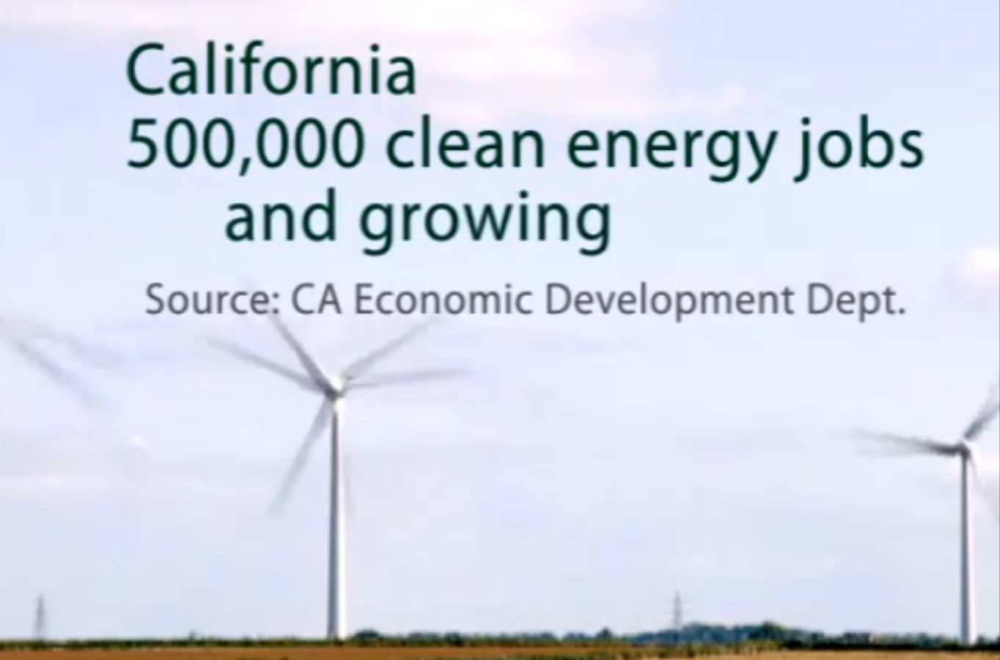 California
500,000 clean energy jobs
and growing
Source: CA Economic Development Dept.